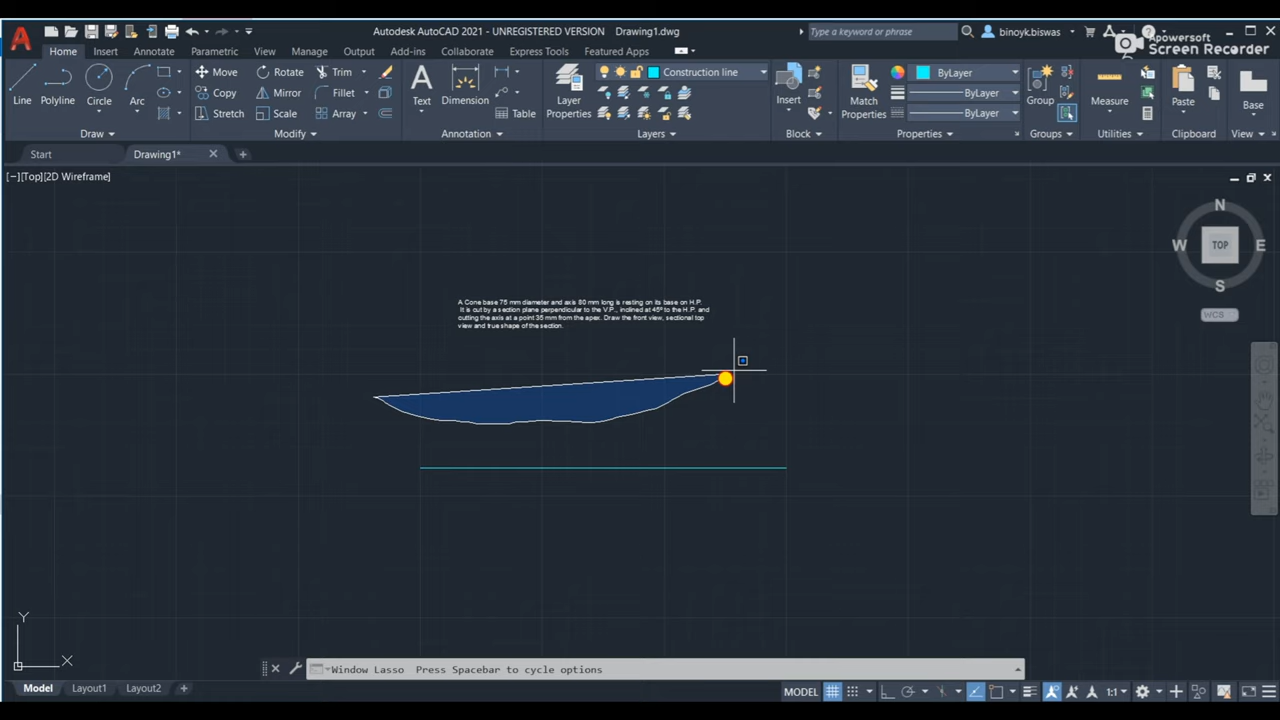 Autodesk AutoCAD 2021 - UNREGISTERED VERSION Drawing1.dwg
Type a keyword or phrase
binoyk.biswas
Apowersoft
Screen Recorder
Home Insert Annotate Parametric View Manage Output Add-ins Collaborate Express Tools Featured Apps
Line Polyline Circle Arc
Move Rotate Trim
Copy Mirror Fillet
Stretch Scale Array
Text Dimension Table
Layer Properties
Construction line
Insert
Match Properties
ByLayer
ByLayer
ByLayer
Group
Measure
Paste
Base
Draw Modify Annotation Layers Block Properties Groups Utilities Clipboard View
Start Drawing1*
[−][Top][2D Wireframe]
N
W TOP E
S
WCS
A Cone base 75 mm diameter and axis 80 mm long is resting on its base on H.P.
It is cut by a section plane perpendicular to the V.P., inclined at 45º to the H.P. and
cutting the axis at a point 35 mm from the apex. Draw the front view, sectional top
view and true shape of the section.
Y
X
Window Lasso Press Spacebar to cycle options
Model Layout1 Layout2
MODEL 1:1